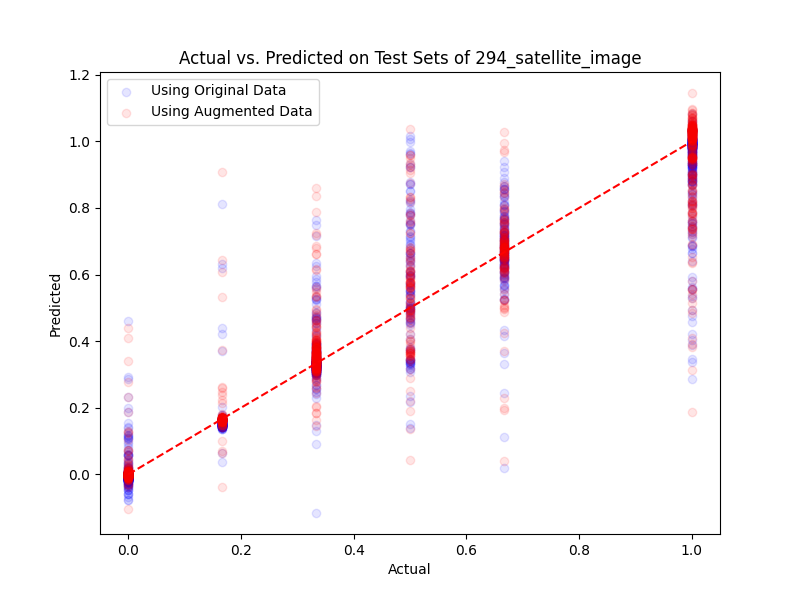 Actual vs. Predicted on Test Sets of 294_satellite_image
Using Original Data
Using Augmented Data
1.2
1.0
0.8
0.6
0.4
0.2
0.0
Predicted
0.0 0.2 0.4 0.6 0.8 1.0
Actual